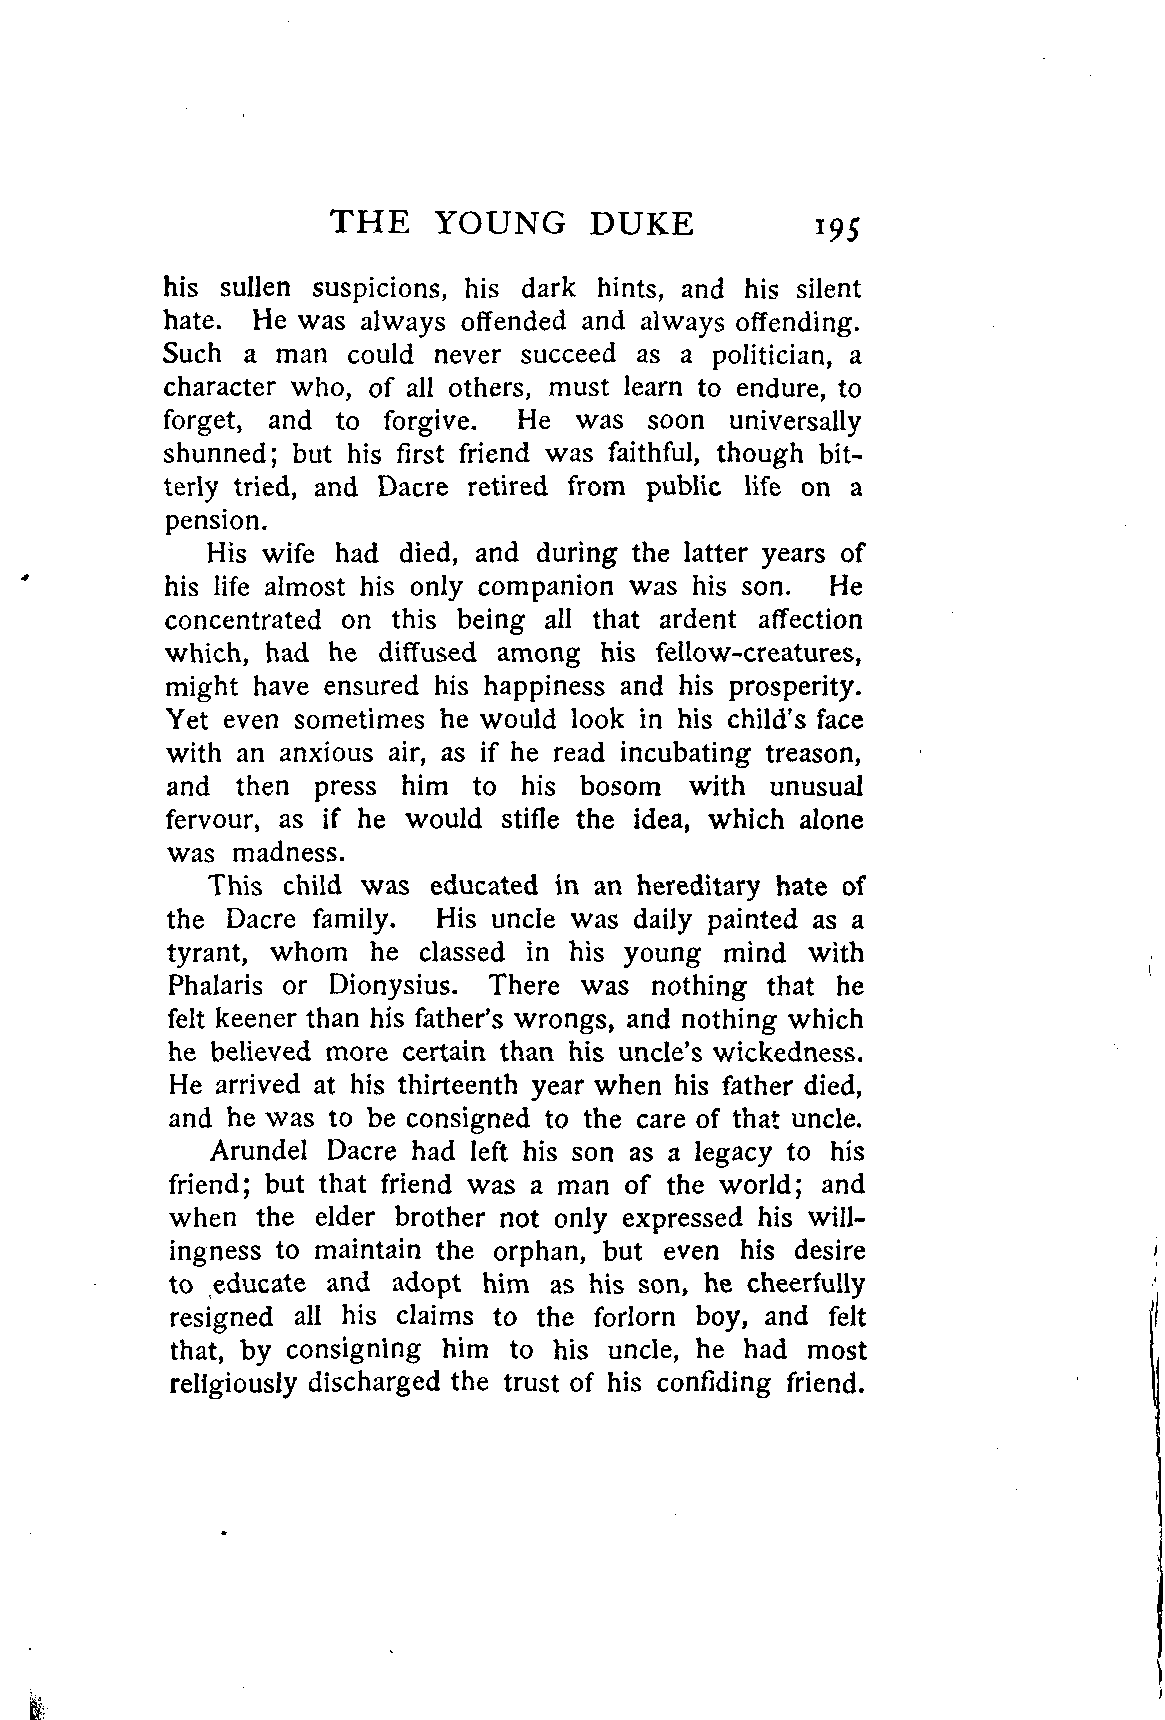 THE YOUNG DUKE 195
his sullen suspicions, his dark hints, and his silent
hate. He was always offended and always offending.
Such a man could never succeed as a politician, a
character who, of all others, must learn to endure, to
forget, and to forgive. He was soon universally
shunned; but his first friend was faithful, though bit-
terly tried, and Dacre retired from public life on a
pension.
His wife had died, and during the latter years of
his life almost his only companion was his son. He
concentrated on this being all that ardent affection
which, had he diffused among his fellow-creatures,
might have ensured his happiness and his prosperity.
Yet even sometimes he would look in his child's face
with an anxious air, as if he read incubating treason,
and then press him to his bosom with unusual
fervour, as if he would stifle the idea, which alone
was madness.
This child was educated in an hereditary hate of
the Dacre family. His uncle was daily painted as a
tyrant, whom he classed in his young mind with
Phalaris or Dionysius. There was nothing that he
felt keener than his father's wrongs, and nothing which
he believed more certain than his uncle's wickedness.
He arrived at his thirteenth year when his father died,
and he was to be consigned to the care of that uncle.
Arundel Dacre had left his son as a legacy to his
friend; but that friend was a man of the world; and
when the elder brother not only expressed his will-
ingness to maintain the orphan, but even his desire
to educate and adopt him as his son, he cheerfully
resigned all his claims to the forlorn boy, and felt
that, by consigning him to his uncle, he had most
religiously discharged the trust of his confiding friend.